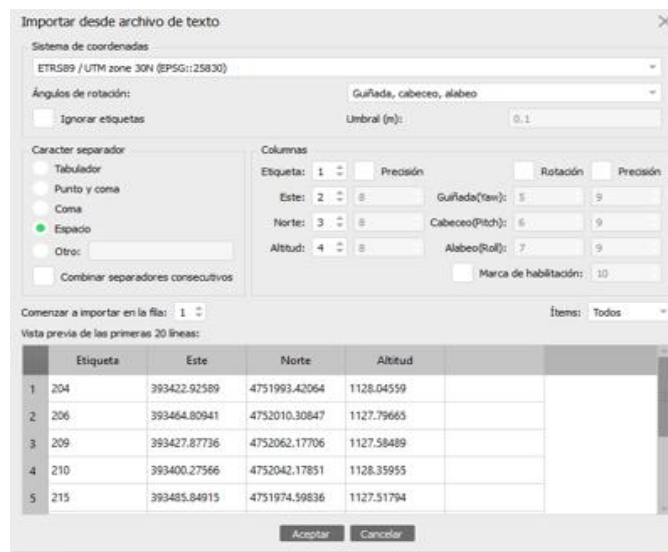 Importar desde archivo de texto
Sistema de coordenadas
ETRS89 / UTM zone 30N (EPSG::25830)
Ángulos de rotación: Guiñada, cabeceo, alabeo
Ignorar etiquetas Umbral (m): 0.1
Caracter separador Columnas
Tabulador Etiqueta: 1 Precisión Rotación Precisión
Punto y coma Este: 2 8 Guiñada(Yaw): 5 9
Coma
Espacio Norte: 3 8 Cabeceo(Pitch): 6 9
Otro: Altitud: 4 8 Alabeo(Roll): 7 9
Combinar separadores consecutivos Marca de habilitación: 10
Comenzar a importar en la fila: 1 Ítems: Todos
Vista previa de las primeras 20 líneas:
Etiqueta Este Norte Altitud
1 204 393422.92589 4751993.42064 1128.04559
2 206 393464.80941 4752010.30847 1127.79665
3 209 393427.87736 4752062.17706 1127.58489
4 210 393400.27566 4752042.17851 1128.35955
5 215 393485.84915 4751974.59836 1127.51794
Aceptar Cancelar